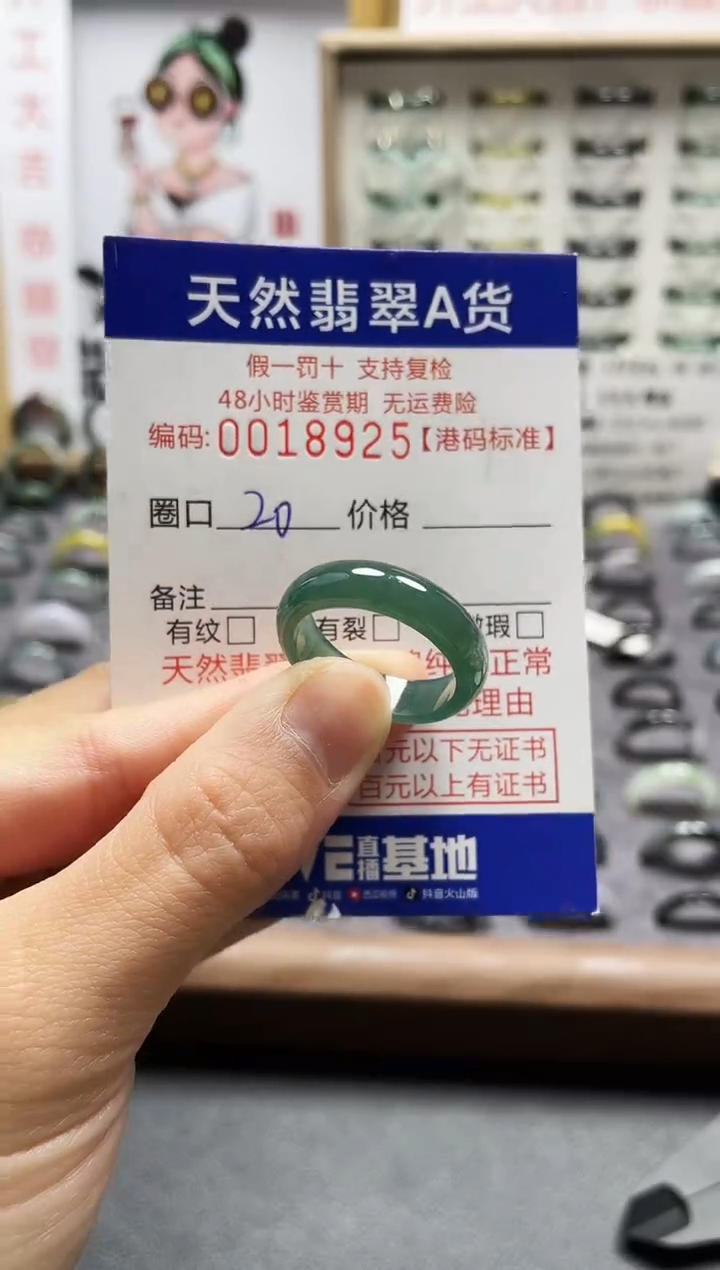 天然翡翠A货
假一罚十 支持复检
48小时鉴赏期 无运费险
编码:0018925【港码标准】
圈口 20 价格
备注
有纹□ 有裂□ 瑕□
天然翡 纯 正常
理由
元以下无证书
百元以上有证书
直播基地
抖音 抖音火山版